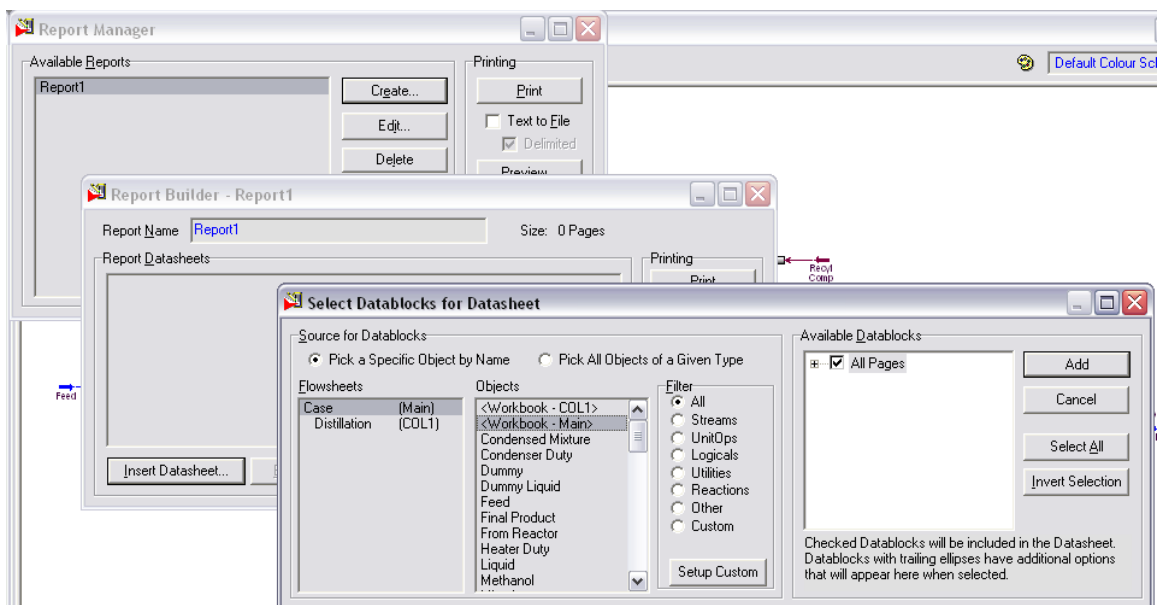 Report Manager
Available Reports
Report1
Create...
Edit...
Delete
Printing
Print
Text to File
Delimited
Preview
Default Colour Scl
Report Builder - Report1
Report Name Report1 Size: 0 Pages
Report Datasheets
Printing
Print
Insert Datasheet...
Recyl
Comp
Feed
Select Datablocks for Datasheet
Source for Datablocks
Pick a Specific Object by Name Pick All Objects of a Given Type
Flowsheets
Case (Main)
Distillation (COL1)
Objects
<Workbook - COL1>
<Workbook - Main>
Condensed Mixture
Condenser Duty
Dummy
Dummy Liquid
Feed
Final Product
From Reactor
Heater Duty
Liquid
Methanol
Filter
All
Streams
UnitOps
Logicals
Utilities
Reactions
Other
Custom
Setup Custom
Available Datablocks
All Pages
Add
Cancel
Select All
Invert Selection
Checked Datablocks will be included in the Datasheet.
Datablocks with trailing ellipses have additional options
that will appear here when selected.